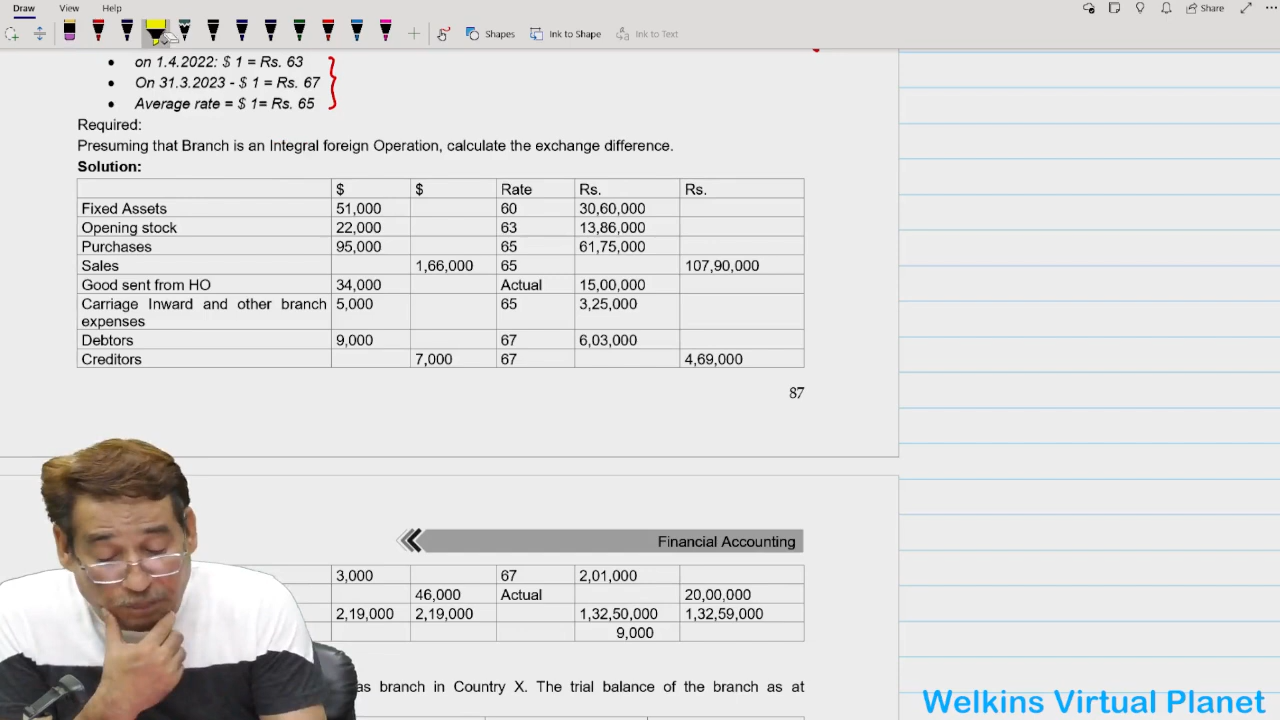 Draw View Help
Share
Shapes Ink to Shape Ink to Text
• on 1.4.2022: $ 1 = Rs. 63
• On 31.3.2023 - $ 1 = Rs. 67
• Average rate = $ 1= Rs. 65
Required:
Presuming that Branch is an Integral foreign Operation, calculate the exchange difference.
Solution:
$ $ Rate Rs. Rs.
Fixed Assets 51,000 60 30,60,000
Opening stock 22,000 63 13,86,000
Purchases 95,000 65 61,75,000
Sales 1,66,000 65 107,90,000
Good sent from HO 34,000 Actual 15,00,000
Carriage Inward and other branch 5,000 65 3,25,000
expenses
Debtors 9,000 67 6,03,000
Creditors 7,000 67 4,69,000
87
Financial Accounting
3,000 67 2,01,000
46,000 Actual 20,00,000
2,19,000 2,19,000 1,32,50,000 1,32,59,000
9,000
as branch in Country X. The trial balance of the branch as at
Welkins Virtual Planet